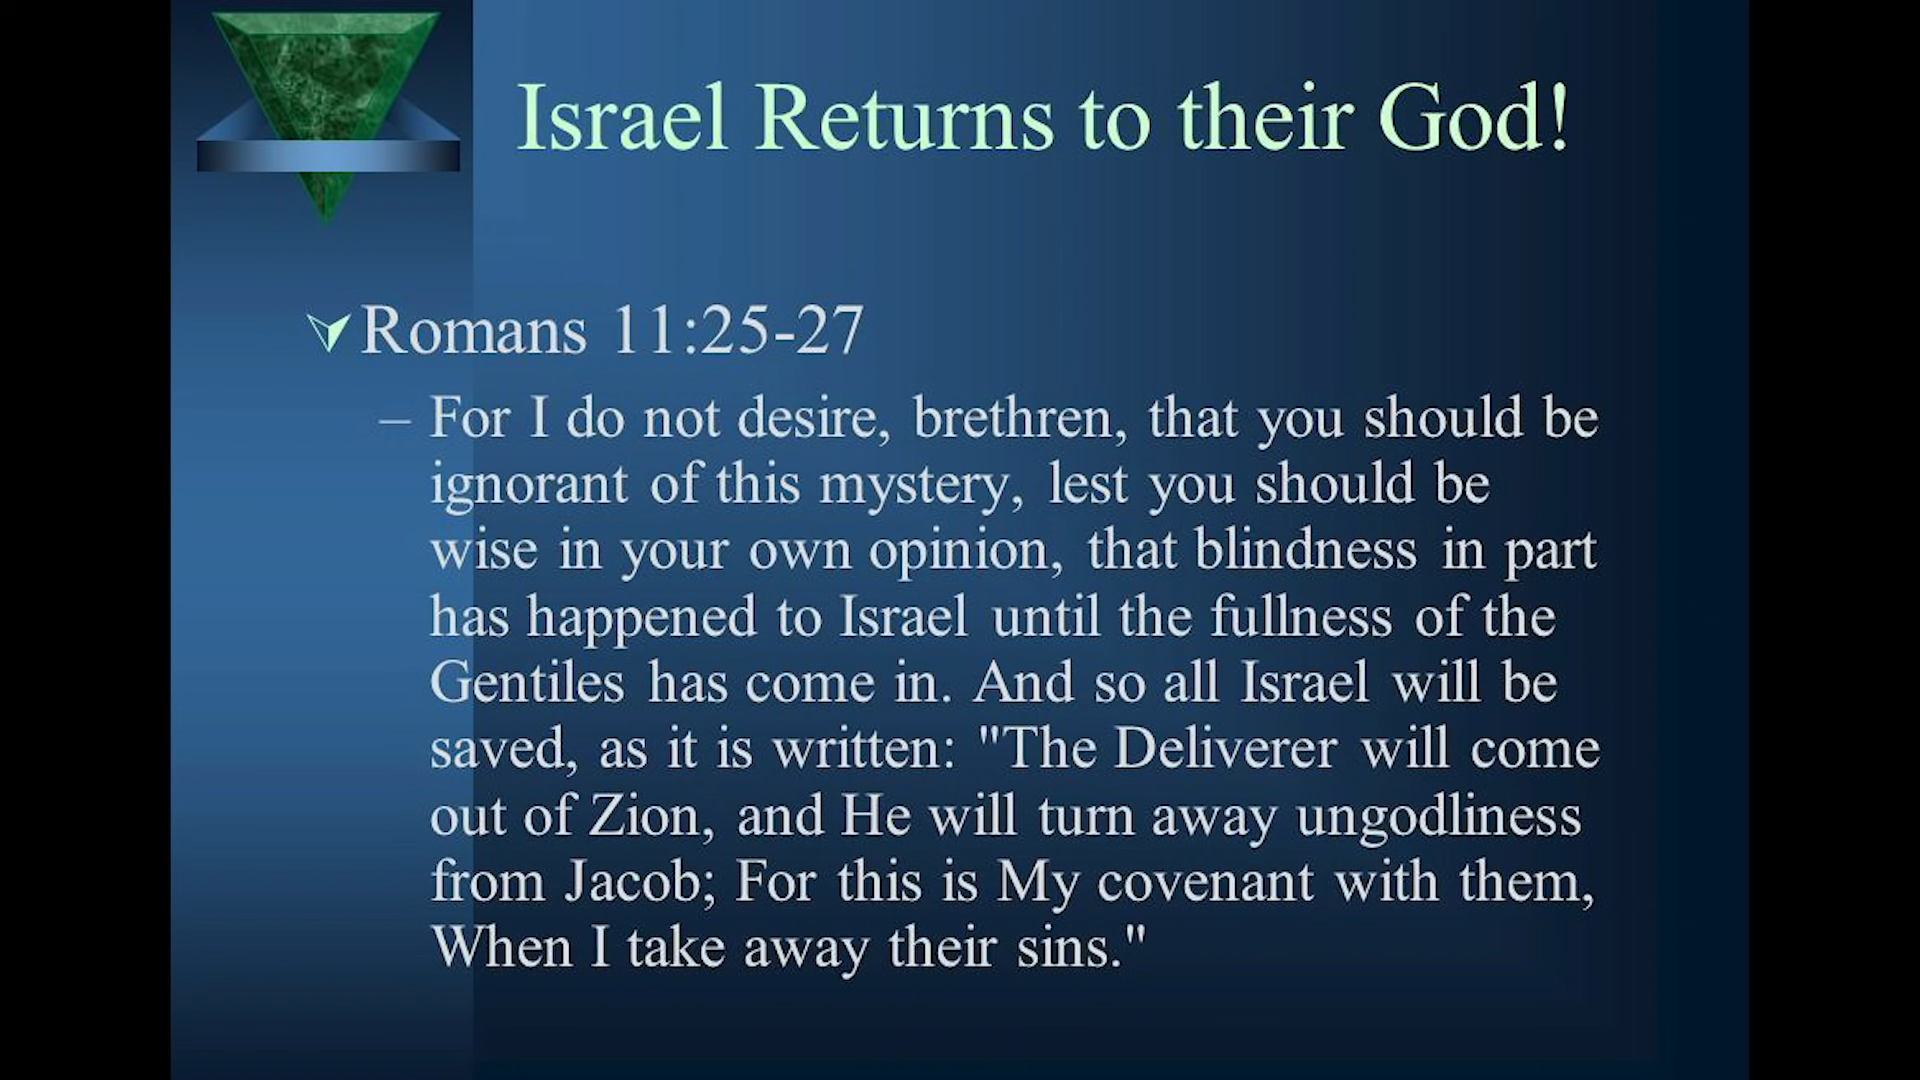 Israel Returns to their God!
Romans 11:25-27
– For I do not desire, brethren, that you should be
ignorant of this mystery, lest you should be
wise in your own opinion, that blindness in part
has happened to Israel until the fullness of the
Gentiles has come in. And so all Israel will be
saved, as it is written: "The Deliverer will come
out of Zion, and He will turn away ungodliness
from Jacob; For this is My covenant with them,
When I take away their sins."